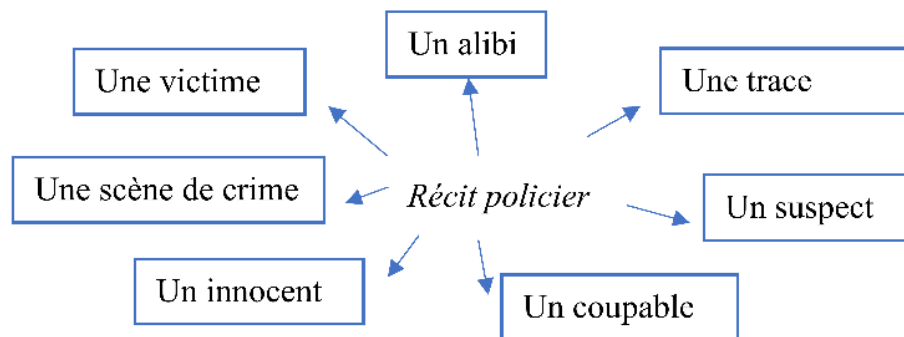 Un alibi
Une victime
Une trace
Une scène de crime
Récit policier
Un suspect
Un innocent
Un coupable